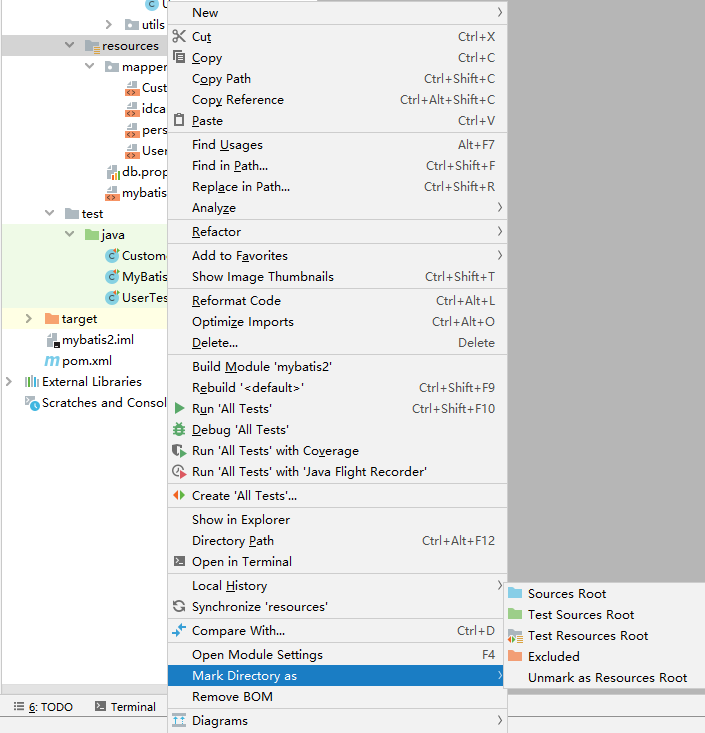 utils
resources
mapper
Cust
idca
pers
User
db.prop
mybatis
test
java
Custome
MyBatis
UserTes
target
mybatis2.iml
pom.xml
External Libraries
Scratches and Consol
6: TODO
Terminal
New
Cut Ctrl+X
Copy Ctrl+C
Copy Path Ctrl+Shift+C
Copy Reference Ctrl+Alt+Shift+C
Paste Ctrl+V
Find Usages Alt+F7
Find in Path... Ctrl+Shift+F
Replace in Path... Ctrl+Shift+R
Analyze
Refactor
Add to Favorites
Show Image Thumbnails Ctrl+Shift+T
Reformat Code Ctrl+Alt+L
Optimize Imports Ctrl+Alt+O
Delete... Delete
Build Module 'mybatis2'
Rebuild '<default>' Ctrl+Shift+F9
Run 'All Tests' Ctrl+Shift+F10
Debug 'All Tests'
Run 'All Tests' with Coverage
Run 'All Tests' with 'Java Flight Recorder'
Create 'All Tests'...
Show in Explorer
Directory Path Ctrl+Alt+F12
Open in Terminal
Local History
Synchronize 'resources'
Compare With... Ctrl+D
Open Module Settings F4
Mark Directory as
Remove BOM
Diagrams
Sources Root
Test Sources Root
Test Resources Root
Excluded
Unmark as Resources Root